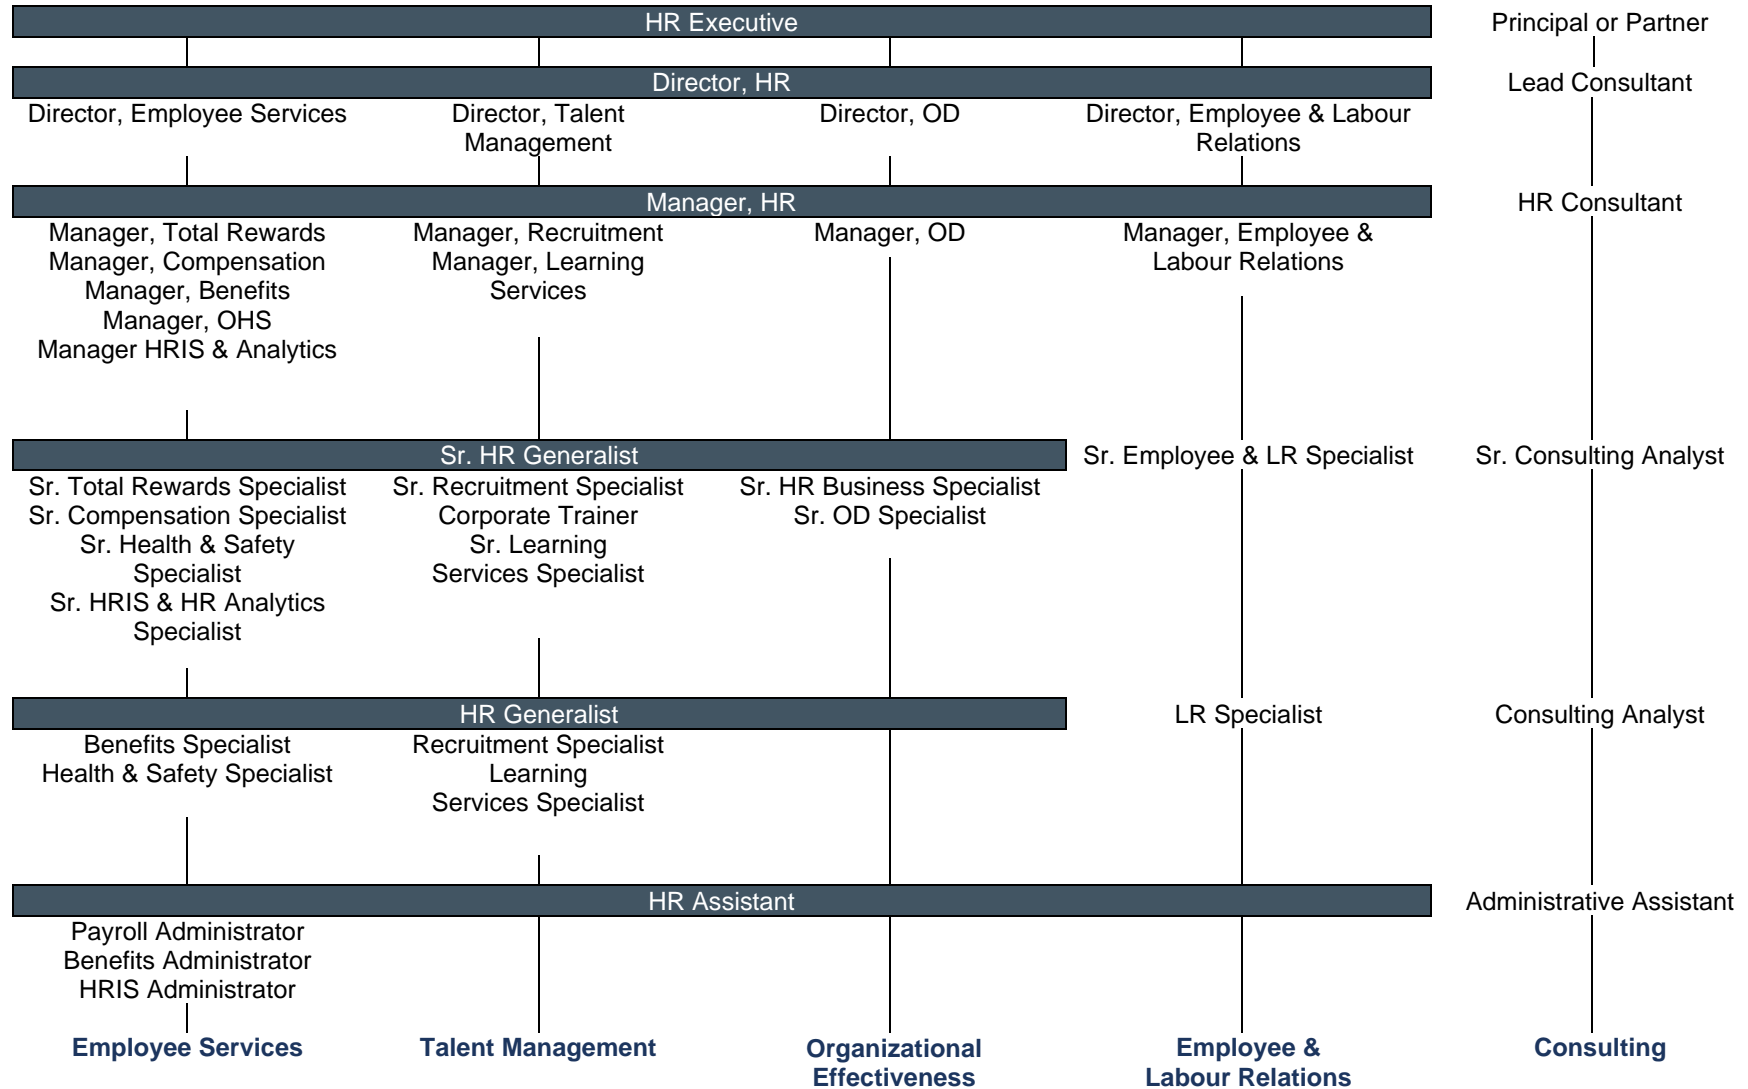 HR Executive
Principal or Partner
Director, HR
Lead Consultant
Director, Employee Services
Director, Talent
Management
Director, OD
Director, Employee & Labour
Relations
Manager, HR
HR Consultant
Manager, Total Rewards
Manager, Compensation
Manager, Benefits
Manager, OHS
Manager HRIS & Analytics
Manager, Recruitment
Manager, Learning
Services
Manager, OD
Manager, Employee &
Labour Relations
Sr. HR Generalist
Sr. Employee & LR Specialist
Sr. Consulting Analyst
Sr. Total Rewards Specialist
Sr. Compensation Specialist
Sr. Health & Safety
Specialist
Sr. HRIS & HR Analytics
Specialist
Sr. Recruitment Specialist
Corporate Trainer
Sr. Learning
Services Specialist
Sr. HR Business Specialist
Sr. OD Specialist
HR Generalist
LR Specialist
Consulting Analyst
Benefits Specialist
Health & Safety Specialist
Recruitment Specialist
Learning
Services Specialist
HR Assistant
Administrative Assistant
Payroll Administrator
Benefits Administrator
HRIS Administrator
Employee Services
Talent Management
Organizational
Effectiveness
Employee &
Labour Relations
Consulting